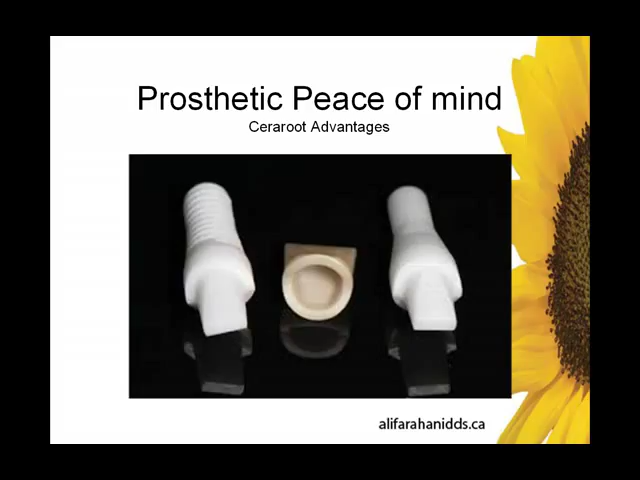 Prosthetic Peace of mind
Ceraroot Advantages
alifarahanidds.ca